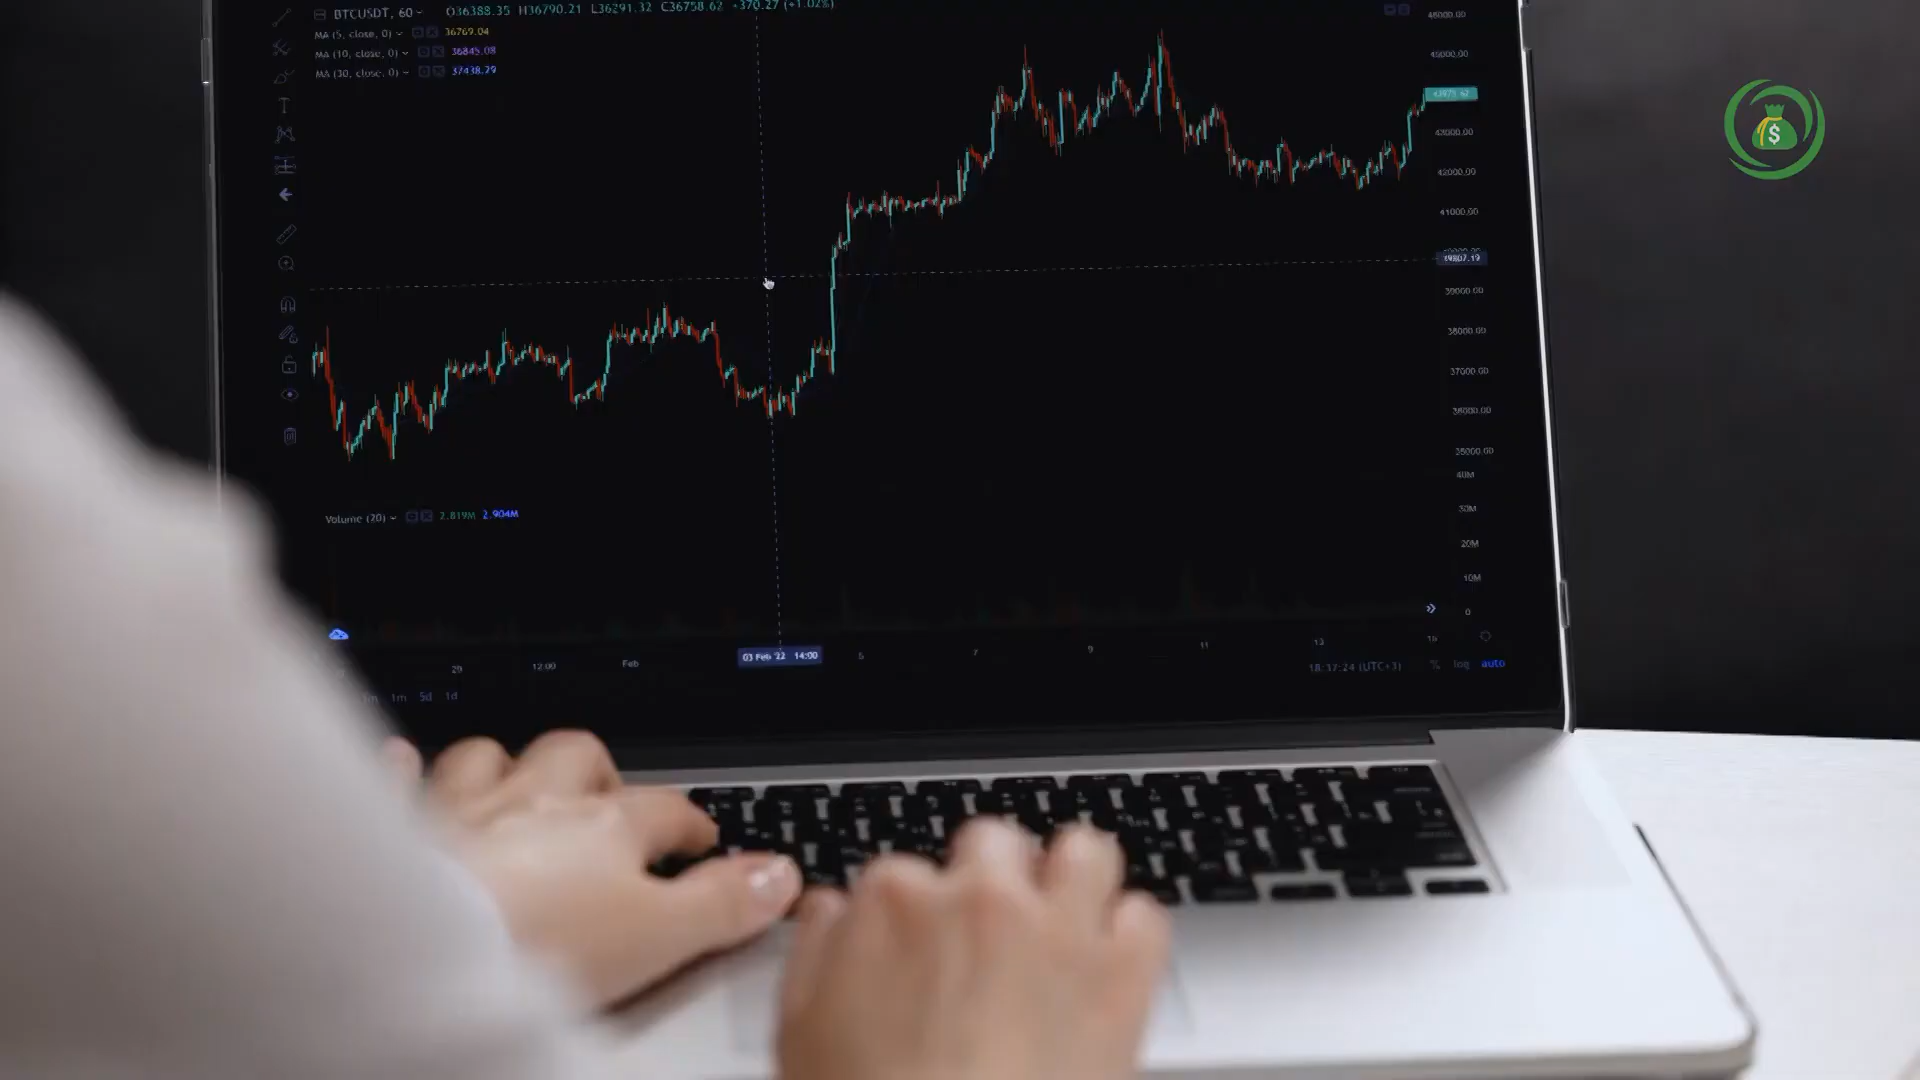 BTCUSDT, 60 O36388.35 H36790.21 L36291.32 C36758.62 +370.27 (+1.02%)
MA (5, close, 0) 36769.04
MA (10, close, 0) 36845.08
MA (30, close, 0) 37438.29
T
45000.00
43000.00
42000.00
41000.00
39807.19
39000.00
38000.00
37000.00
36000.00
35000.00
40M
Volume (20) 2.819M 2.904M
30M
20M
10M
0
29 12:00 Feb 03 Feb '22 14:00 5 7 9 11 13 15
18:37:24 (UTC+3) % log auto
1m 5d 1d
$